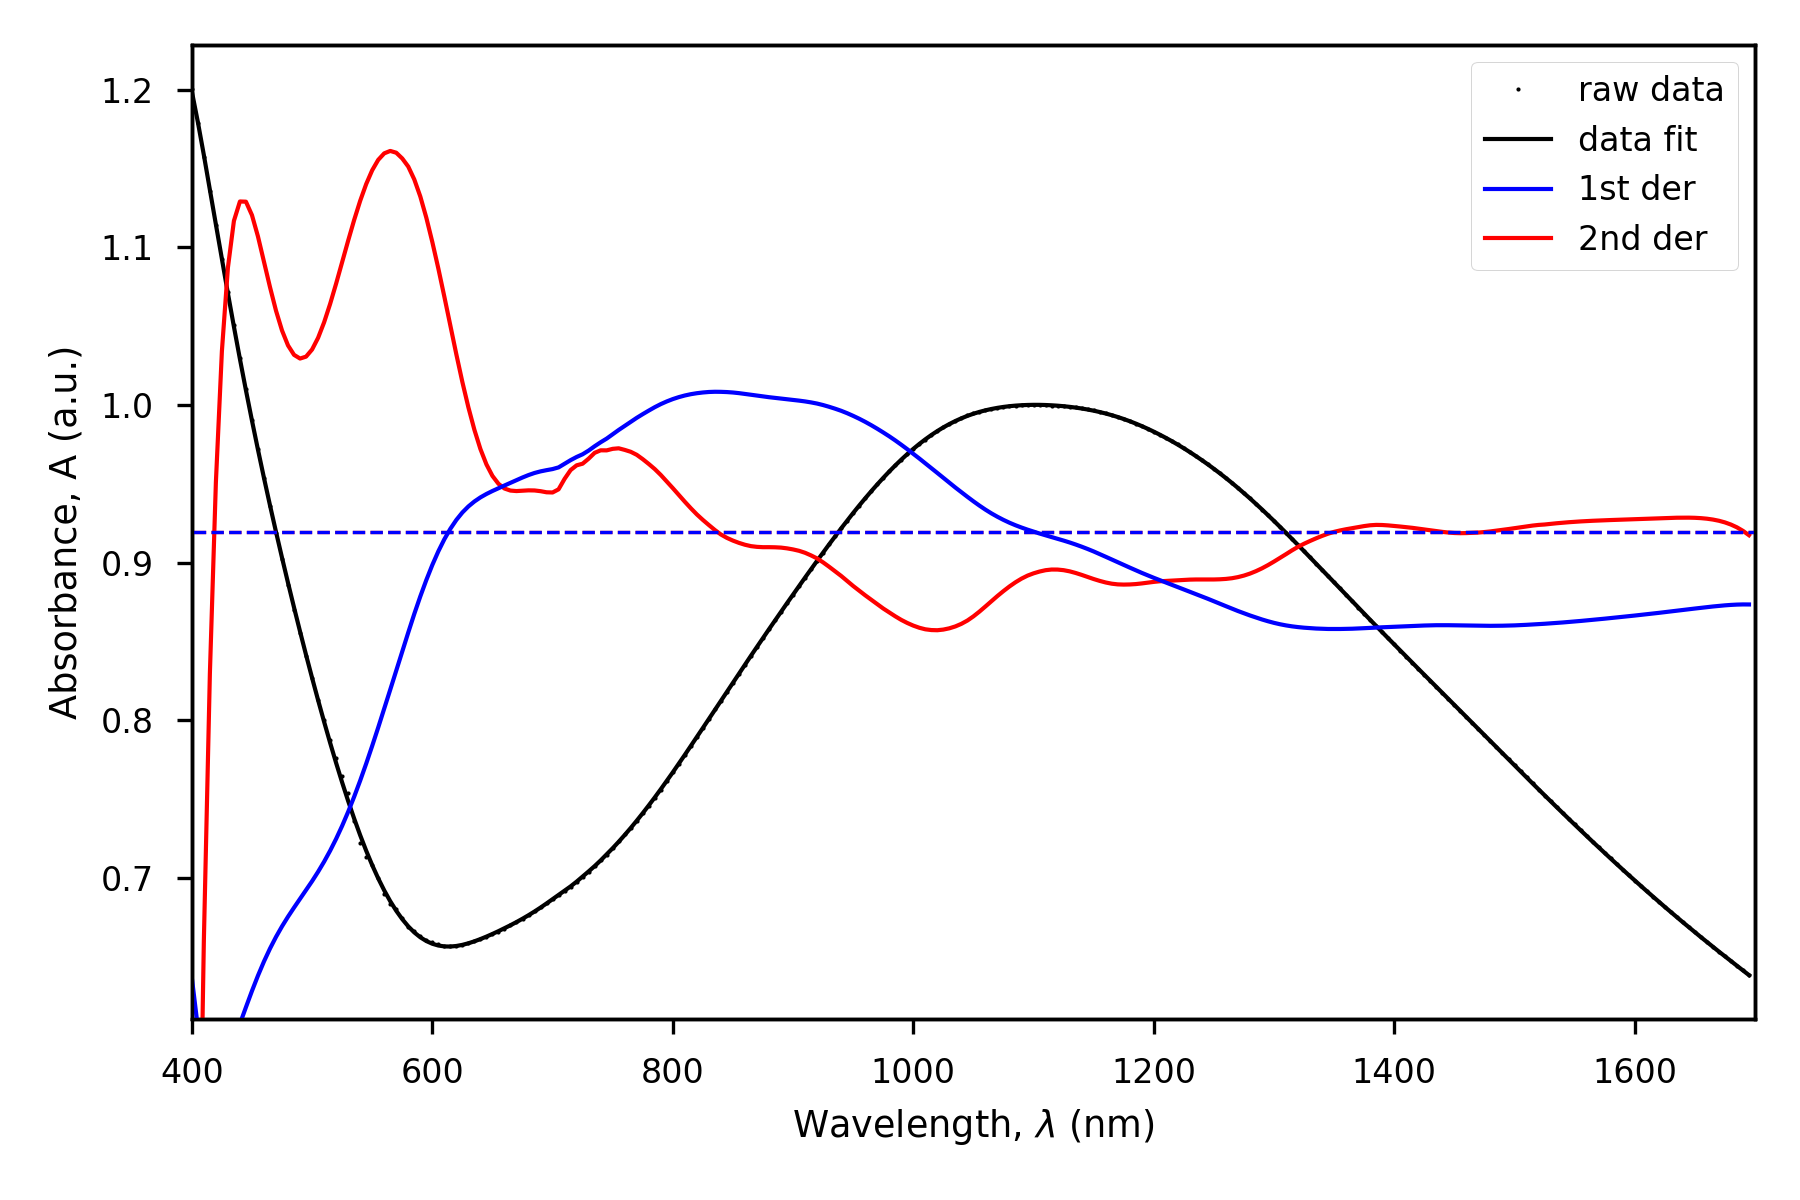 raw data
data fit
1st der
2nd der
Absorbance, A (a.u.)
1.2
1.1
1.0
0.9
0.8
0.7
400 600 800 1000 1200 1400 1600
Wavelength, λ (nm)